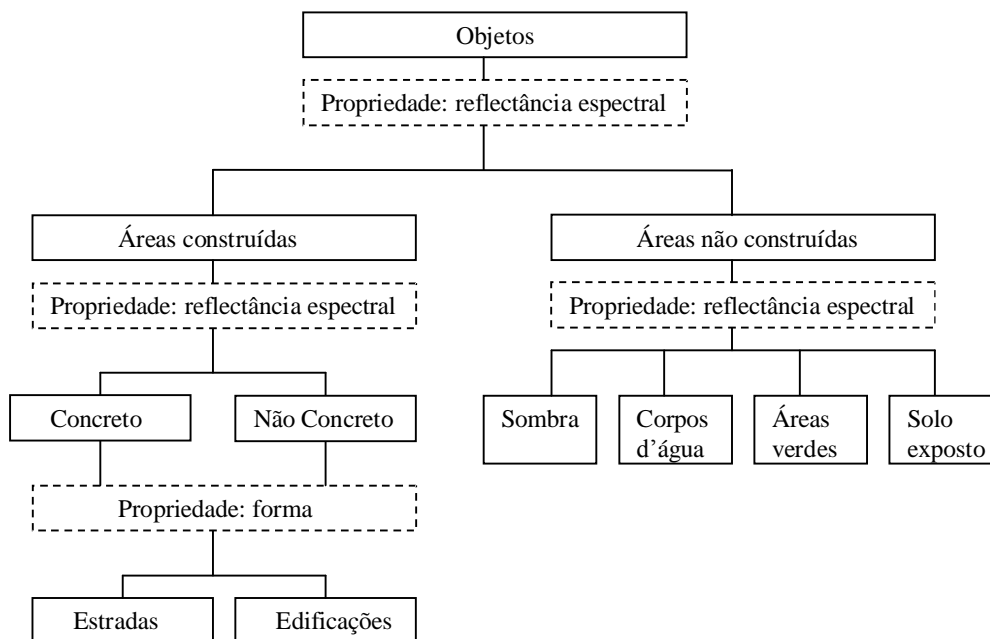 Objetos
Propriedade: reflectância espectral
Áreas construídas
Áreas não construídas
Propriedade: reflectância espectral
Propriedade: reflectância espectral
Concreto
Não Concreto
Sombra
Corpos
d’água
Áreas
verdes
Solo
exposto
Propriedade: forma
Estradas
Edificações